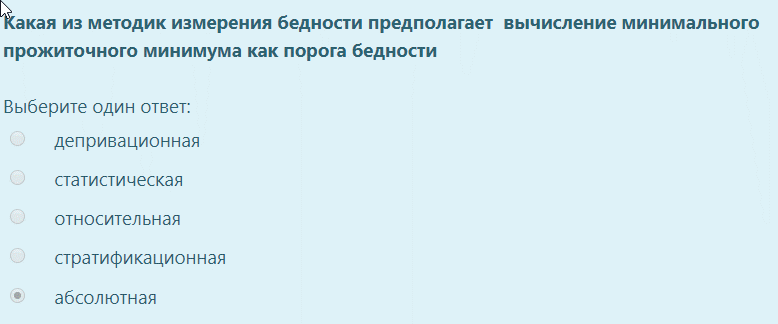 Какая из методик измерения бедности предполагает вычисление минимального
прожиточного минимума как порога бедности
Выберите один ответ:
депривационная
статистическая
относительная
стратификационная
абсолютная